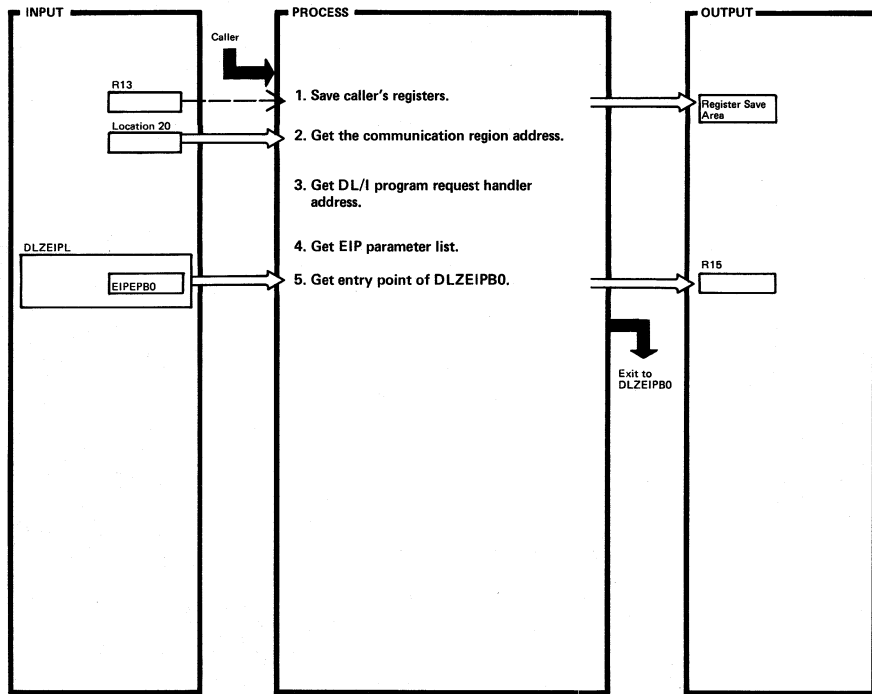 INPUT
PROCESS
OUTPUT
Caller
R13
1. Save caller's registers.
Register Save
Area
Location 20
2. Get the communication region address.
3. Get DL/I program request handler
address.
DLZEIPL
4. Get EIP parameter list.
EIPEPB0
5. Get entry point of DLZEIPB0.
R15
Exit to
DLZEIPB0